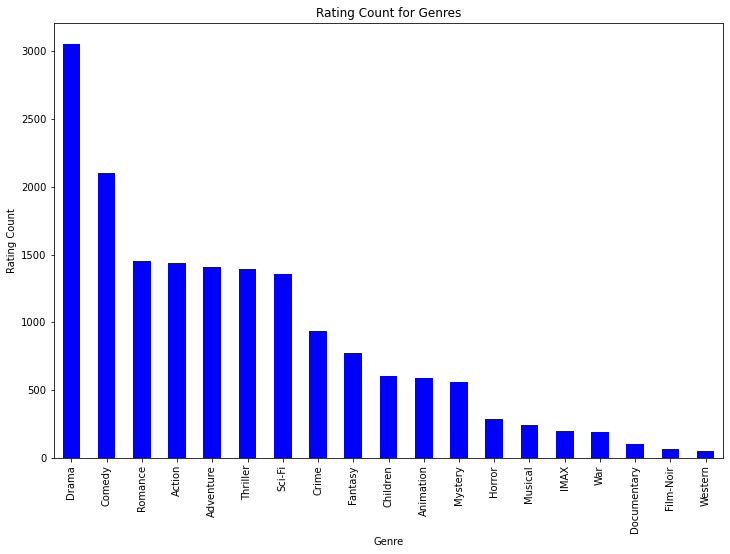 Rating Count for Genres
Rating Count
3000
2500
2000
1500
1000
500
0
Drama
Comedy
Romance
Action
Adventure
Thriller
Sci-Fi
Crime
Fantasy
Children
Animation
Mystery
Horror
Musical
IMAX
War
Documentary
Film-Noir
Western
Genre